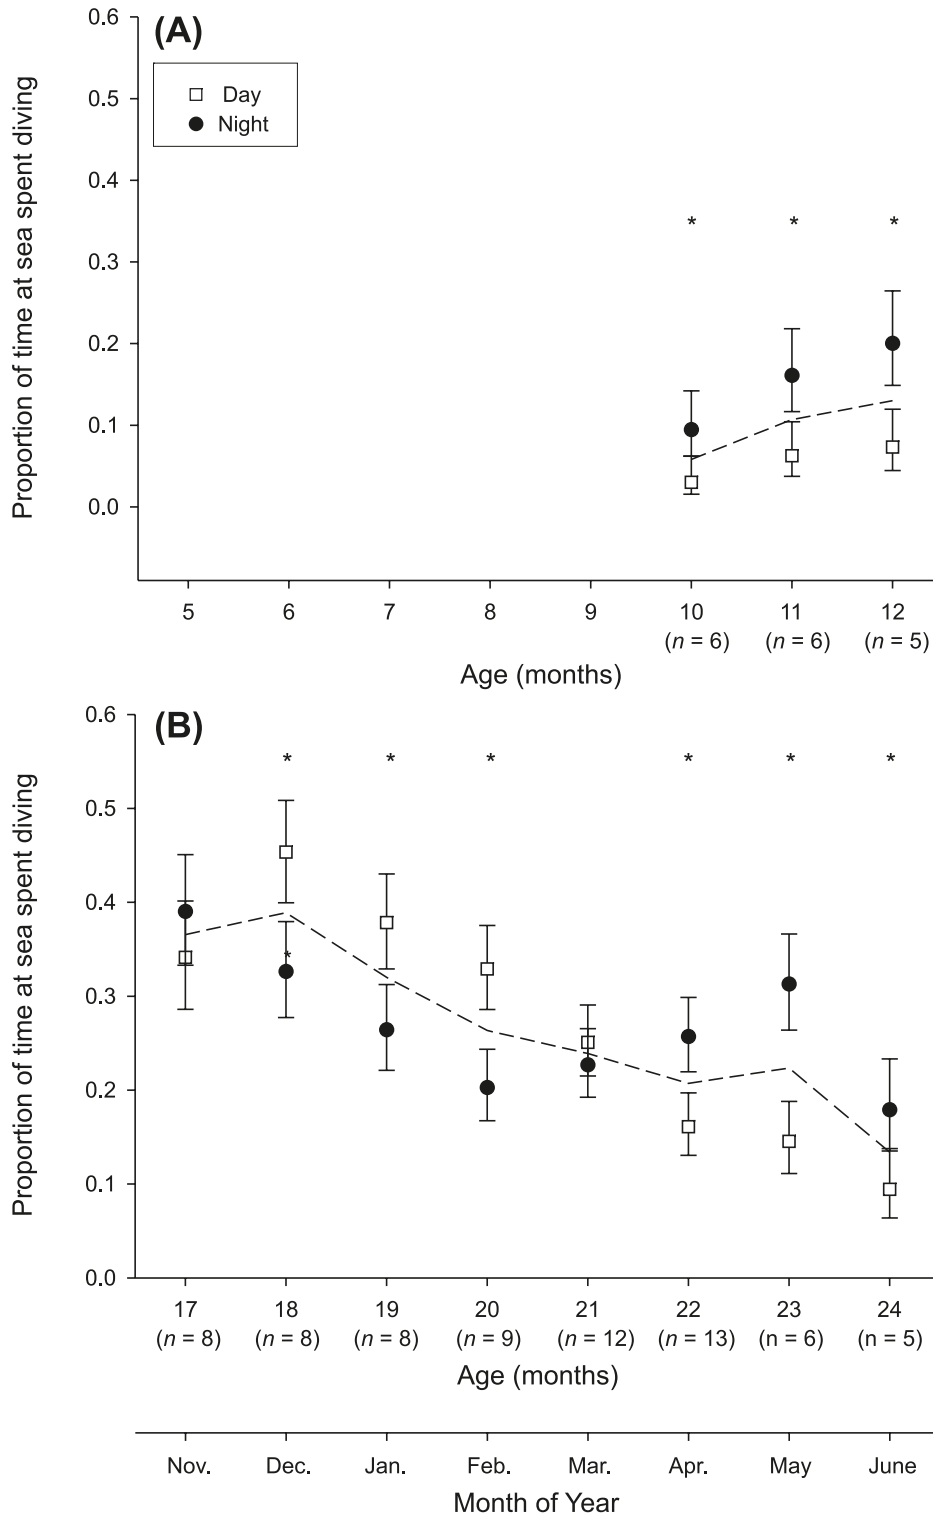 (A)
Day
Night
Proportion of time at sea spent diving
0.6
0.5
0.4
0.3
0.2
0.1
0.0
* * *
5 6 7 8 9 10 11 12
(n = 6) (n = 6) (n = 5)
Age (months)
(B)
Proportion of time at sea spent diving
0.6
0.5
0.4
0.3
0.2
0.1
0.0
* * * * * *
*
17 18 19 20 21 22 23 24
(n = 8) (n = 8) (n = 8) (n = 9) (n = 12) (n = 13) (n = 6) (n = 5)
Age (months)
Nov. Dec. Jan. Feb. Mar. Apr. May June
Month of Year